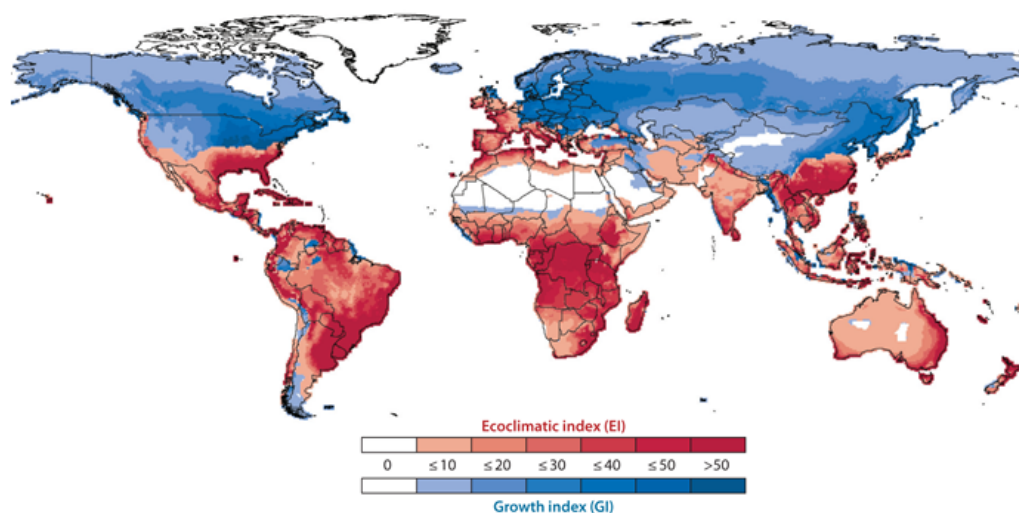 Ecoclimatic index (EI)
0 ≤ 10 ≤ 20 ≤ 30 ≤ 40 ≤ 50 >50
Growth index (GI)